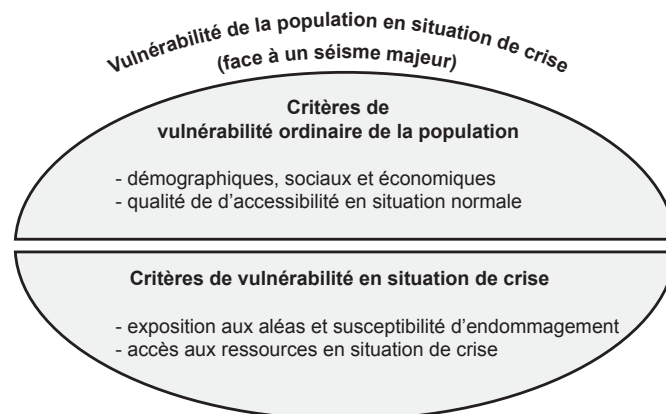 Vulnérabilité de la population en situation de crise
(face à un séisme majeur)
Critères de
vulnérabilité ordinaire de la population
- démographiques, sociaux et économiques
- qualité de d'accessibilité en situation normale
Critères de vulnérabilité en situation de crise
- exposition aux aléas et susceptibilité d'endommagement
- accès aux ressources en situation de crise